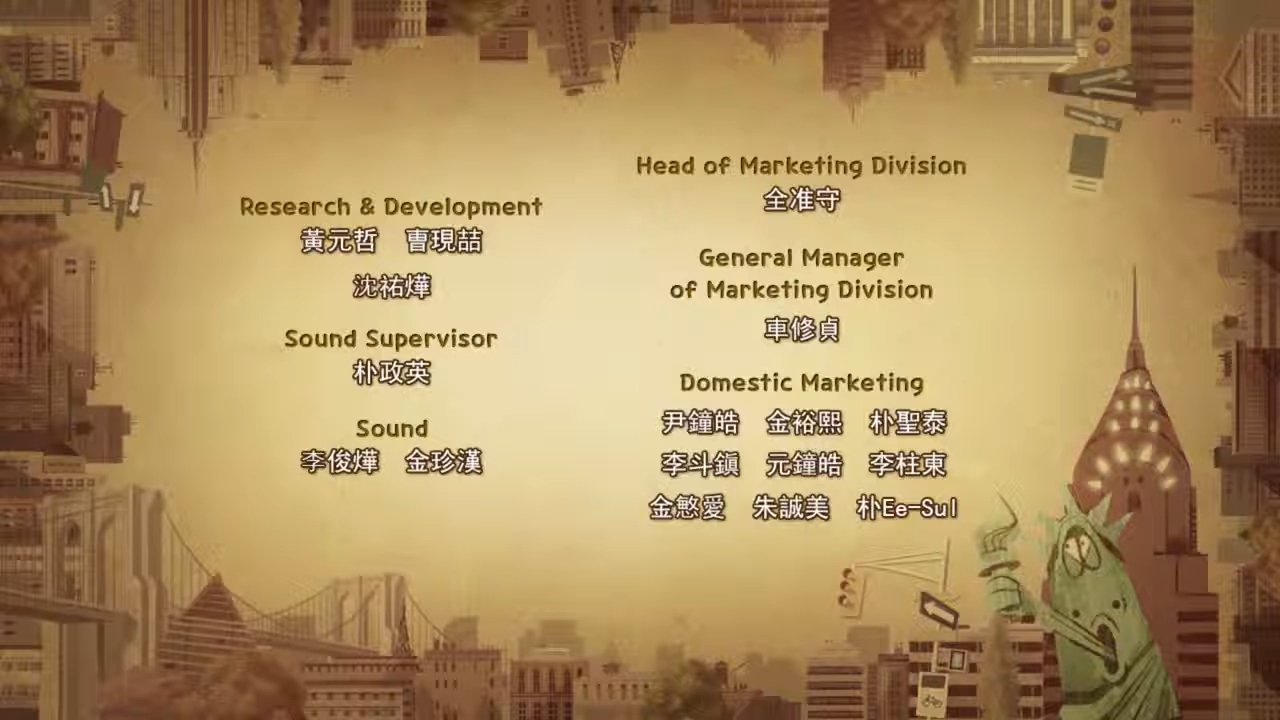 Research & Development
黃元哲 曺現喆
沈祐燁
Sound Supervisor
朴政英
Sound
李俊燁 金珍漢
Head of Marketing Division
全准守
General Manager
of Marketing Division
車修貞
Domestic Marketing
尹鐘皓 金裕熙 朴聖泰
李斗鎭 元鐘皓 李柱東
金慜愛 朱誠美 朴Ee-Sul